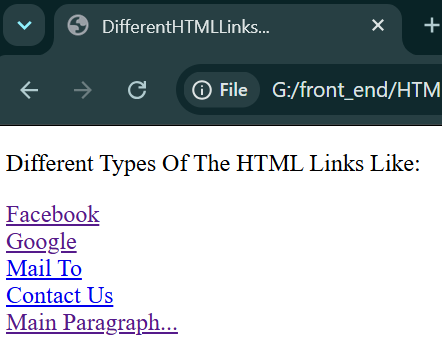 DifferentHTMLLinks...
File G:/front_end/HTM
Different Types Of The HTML Links Like:
Facebook
Google
Mail To
Contact Us
Main Paragraph...